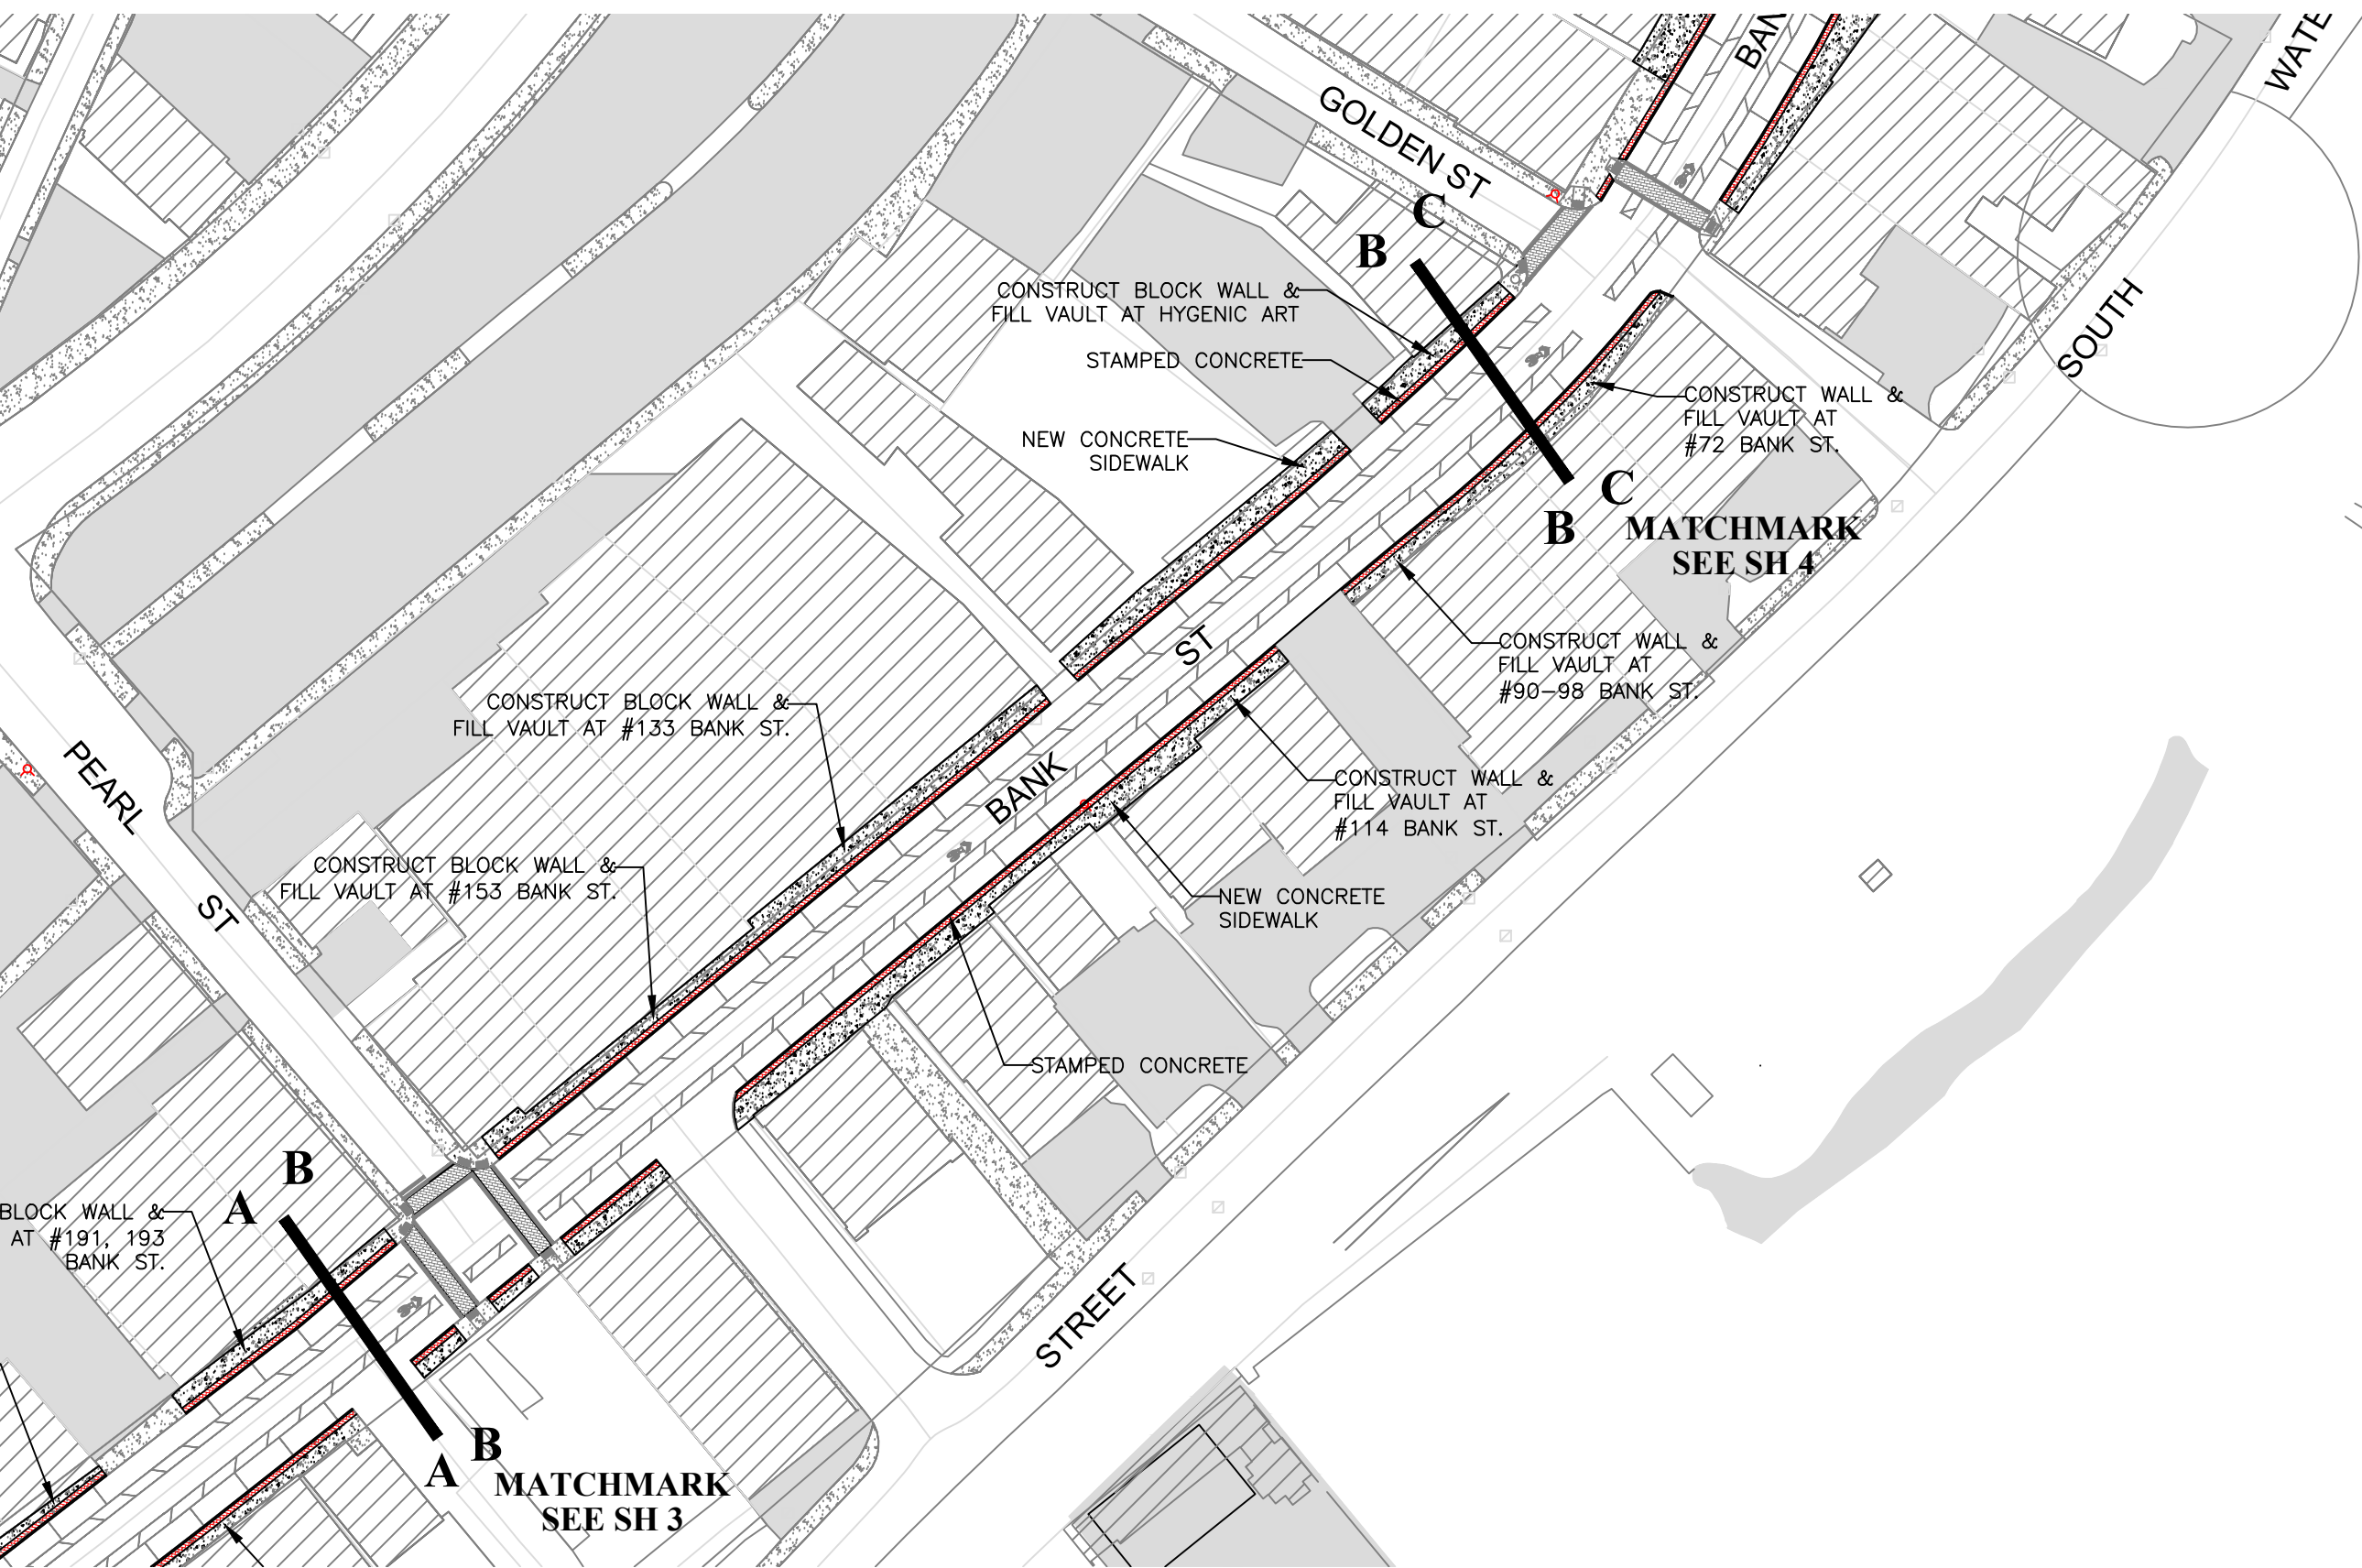 BAN
WATE
GOLDEN ST
C
B
SOUTH
CONSTRUCT BLOCK WALL &
FILL VAULT AT HYGENIC ART
STAMPED CONCRETE
CONSTRUCT WALL &
FILL VAULT AT
#72 BANK ST.
NEW CONCRETE
SIDEWALK
C
B
MATCHMARK
SEE SH 4
CONSTRUCT WALL &
FILL VAULT AT
#90-98 BANK ST.
BANK ST
CONSTRUCT BLOCK WALL &
FILL VAULT AT #133 BANK ST.
PEARL ST
CONSTRUCT WALL &
FILL VAULT AT
#114 BANK ST.
CONSTRUCT BLOCK WALL &
FILL VAULT AT #153 BANK ST.
NEW CONCRETE
SIDEWALK
STAMPED CONCRETE
B
A
BLOCK WALL &
AT #191, 193
BANK ST.
STREET
B
A
MATCHMARK
SEE SH 3